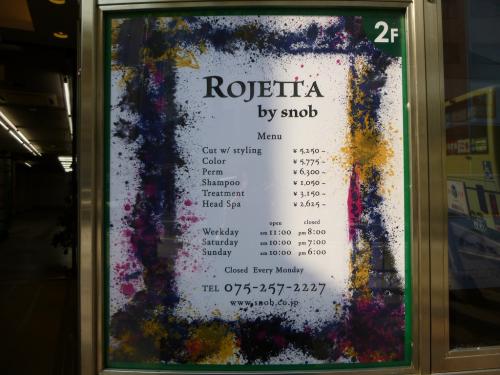 2F
ROJETTA
by snob
Menu
Cut w/ styling ¥ 5,250 ~
Color ¥ 5,775 ~
Perm ¥ 6,300 ~
Shampoo ¥ 1,050 ~
Treatment ¥ 3,150 ~
Head Spa ¥ 2,625 ~
open closed
Werkday am 11:00 pm 8:00
Saturday am 10:00 pm 7:00
Sunday am 10:00 pm 6:00
Closed Every Monday
TEL 075-257-2227
www.snob.co.jp